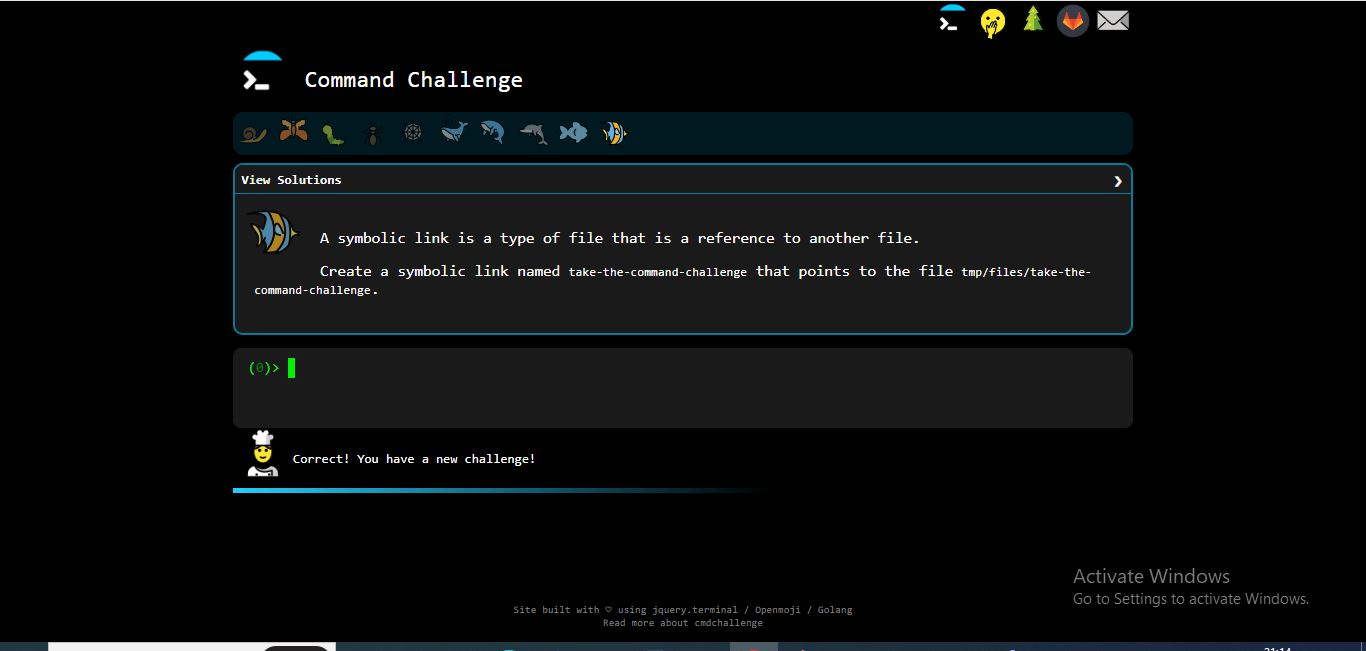 Command Challenge
View Solutions
A symbolic link is a type of file that is a reference to another file.
Create a symbolic link named take-the-command-challenge that points to the file tmp/files/take-the-
command-challenge.
(0)>
Correct! You have a new challenge!
Activate Windows
Go to Settings to activate Windows.
Site built with ♡ using jquery.terminal / Openmoji / Golang
Read more about cmdchallenge